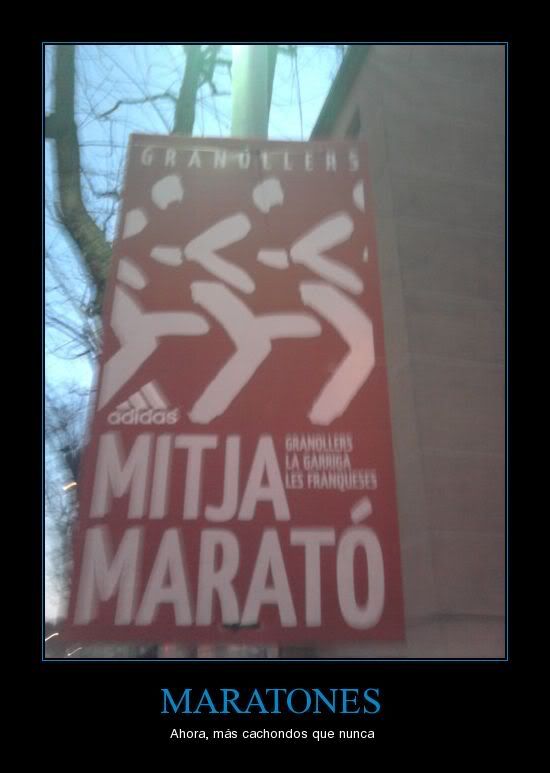 GRANOLLERS
adidas
MITJA
GRANOLLERS
LA GARRIGA
LES FRANQUESES
MARATÓ
MARATONES
Ahora, más cachondos que nunca